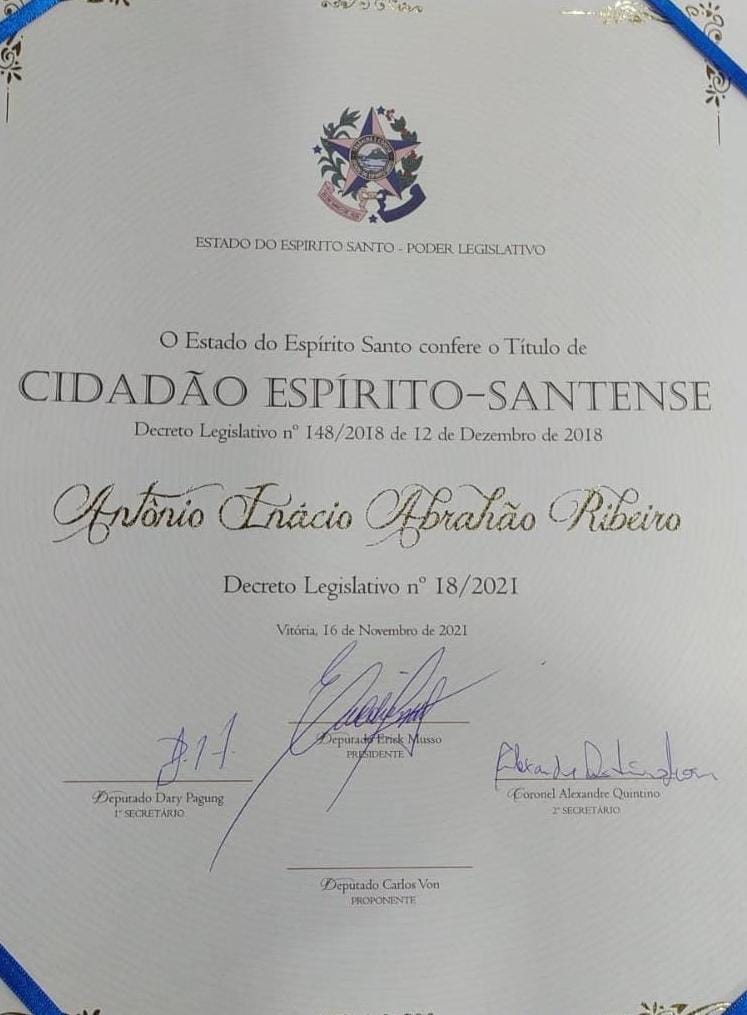 ESTADO DO ESPIRITO SANTO - PODER LEGISLATIVO
O Estado do Espírito Santo confere o Título de
CIDADÃO ESPÍRITO-SANTENSE
Decreto Legislativo nº 148/2018 de 12 de Dezembro de 2018
Antônio Inácio Abrahão Ribeiro
Decreto Legislativo nº 18/2021
Vitória, 16 de Novembro de 2021
Deputado Erick Musso
PRESIDENTE
Deputado Dary Pagung
1º SECRETÁRIO
Coronel Alexandre Quintino
2º SECRETÁRIO
Deputado Carlos Von
PROPONENTE